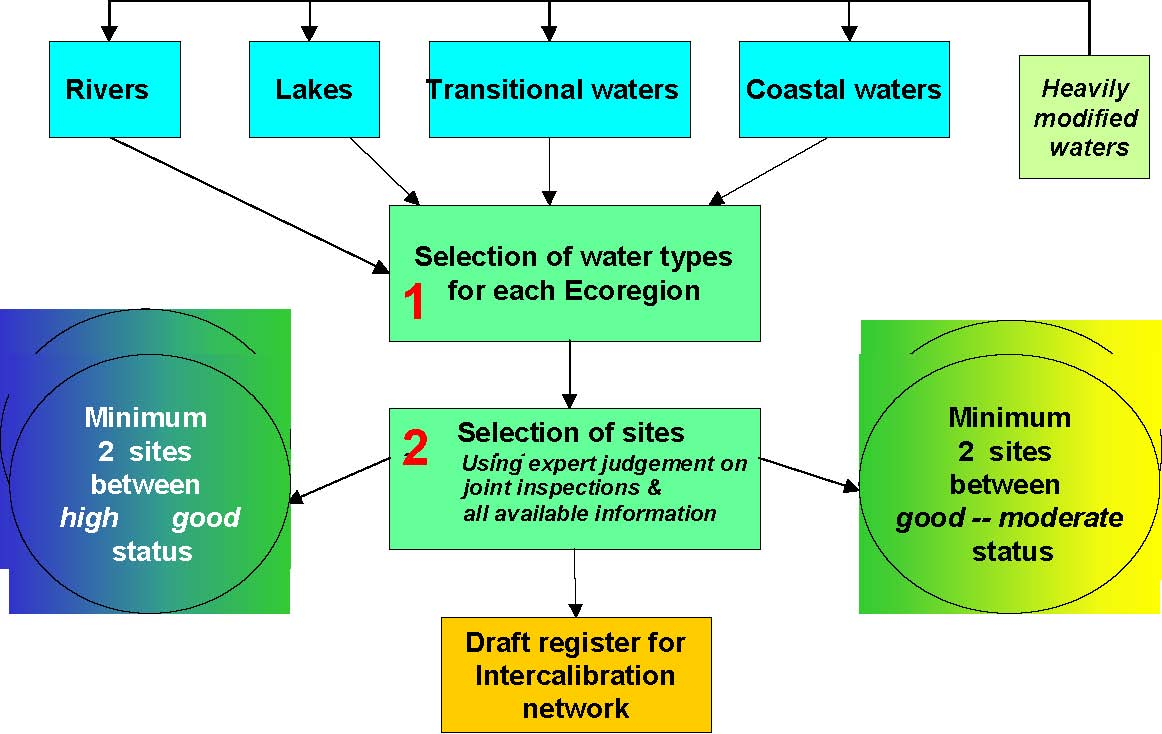 Rivers
Lakes
Transitional waters
Coastal waters
Heavily
modified
waters
Selection of water types
for each Ecoregion
1
Minimum
2 sites
between
high good
status
2 Selection of sites
Using expert judgement on
joint inspections &
all available information
Minimum
2 sites
between
good -- moderate
status
Draft register for
Intercalibration
network